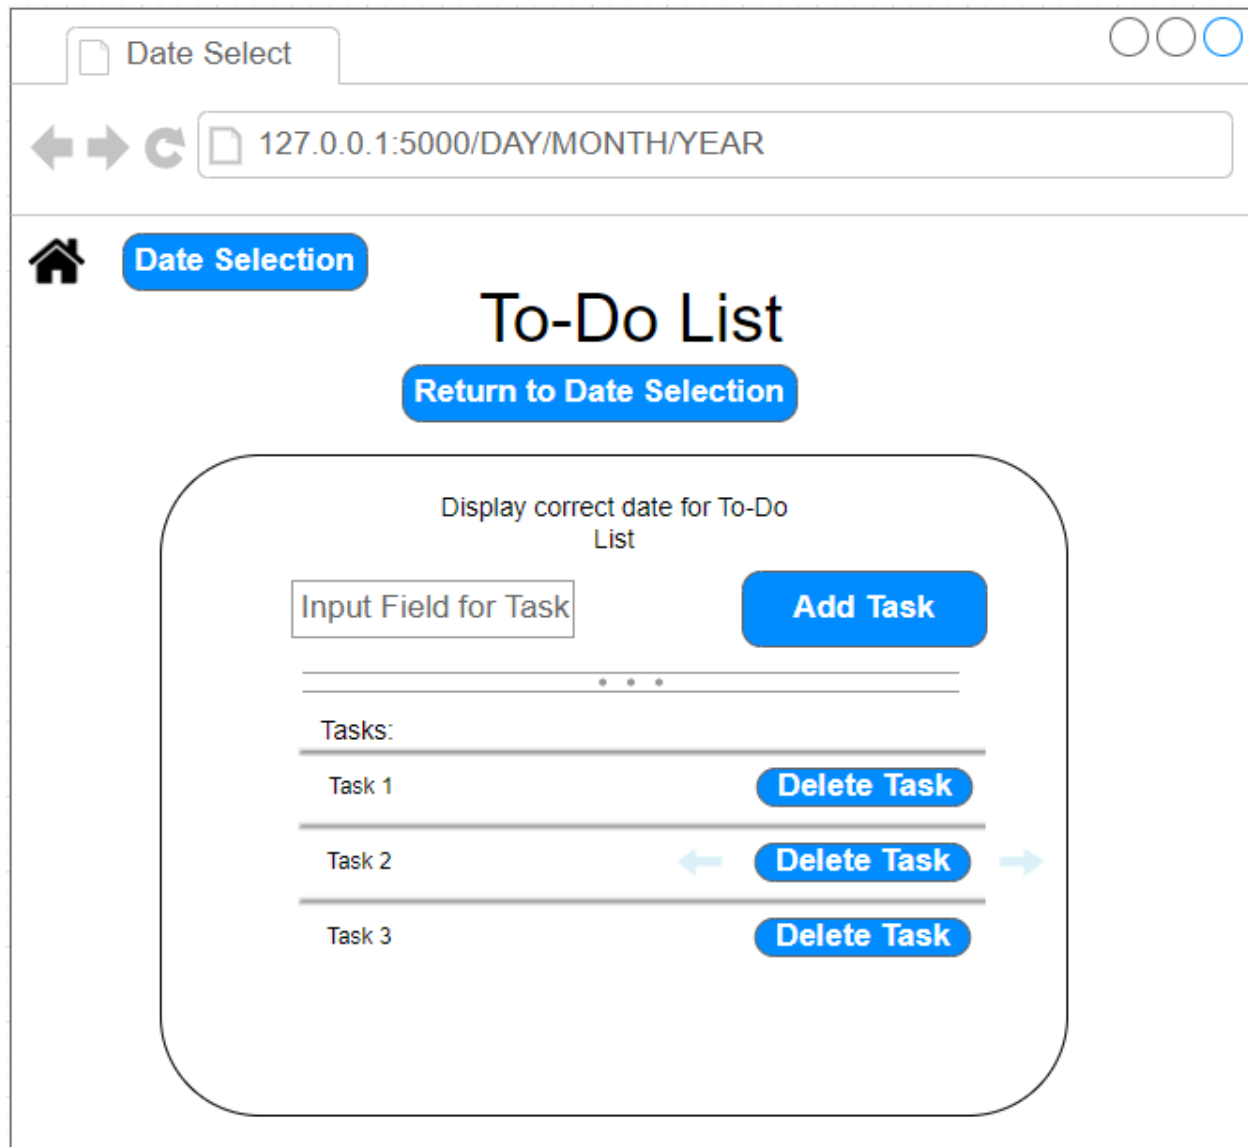 Date Select
127.0.0.1:5000/DAY/MONTH/YEAR
Date Selection
To-Do List
Return to Date Selection
Display correct date for To-Do
List
Input Field for Task
Add Task
Tasks:
Task 1
Delete Task
Task 2
Delete Task
Task 3
Delete Task